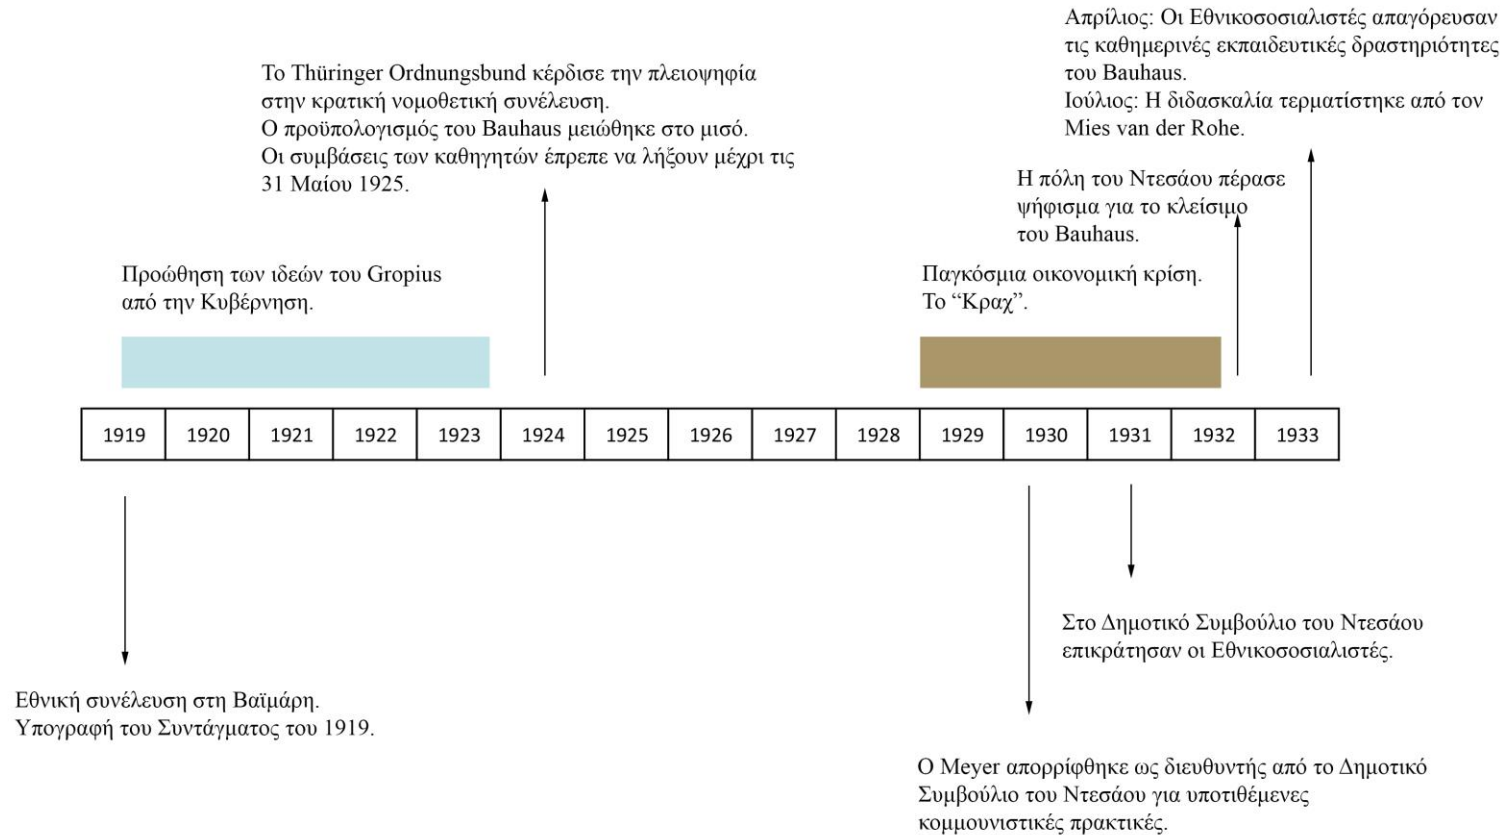 Απρίλιος: Οι Εθνικοσοσιαλιστές απαγόρευσαν
τις καθημερινές εκπαιδευτικές δραστηριότητες
του Bauhaus.
Ιούλιος: Η διδασκαλία τερματίστηκε από τον
Mies van der Rohe.
Το Thüringer Ordnungsbund κέρδισε την πλειοψηφία
στην κρατική νομοθετική συνέλευση.
Ο προϋπολογισμός του Bauhaus μειώθηκε στο μισό.
Οι συμβάσεις των καθηγητών έπρεπε να λήξουν μέχρι τις
31 Μαίου 1925.
Η πόλη του Ντεσάου πέρασε
ψήφισμα για το κλείσιμο
του Bauhaus.
Προώθηση των ιδεών του Gropius
από την Κυβέρνηση.
Παγκόσμια οικονομική κρίση.
Το “Κραχ”.
1919 1920 1921 1922 1923 1924 1925 1926 1927 1928 1929 1930 1931 1932 1933
Στο Δημοτικό Συμβούλιο του Ντεσάου
επικράτησαν οι Εθνικοσοσιαλιστές.
Εθνική συνέλευση στη Βαϊμάρη.
Υπογραφή του Συντάγματος του 1919.
Ο Meyer απορρίφθηκε ως διευθυντής από το Δημοτικό
Συμβούλιο του Ντεσάου για υποτιθέμενες
κομμουνιστικές πρακτικές.